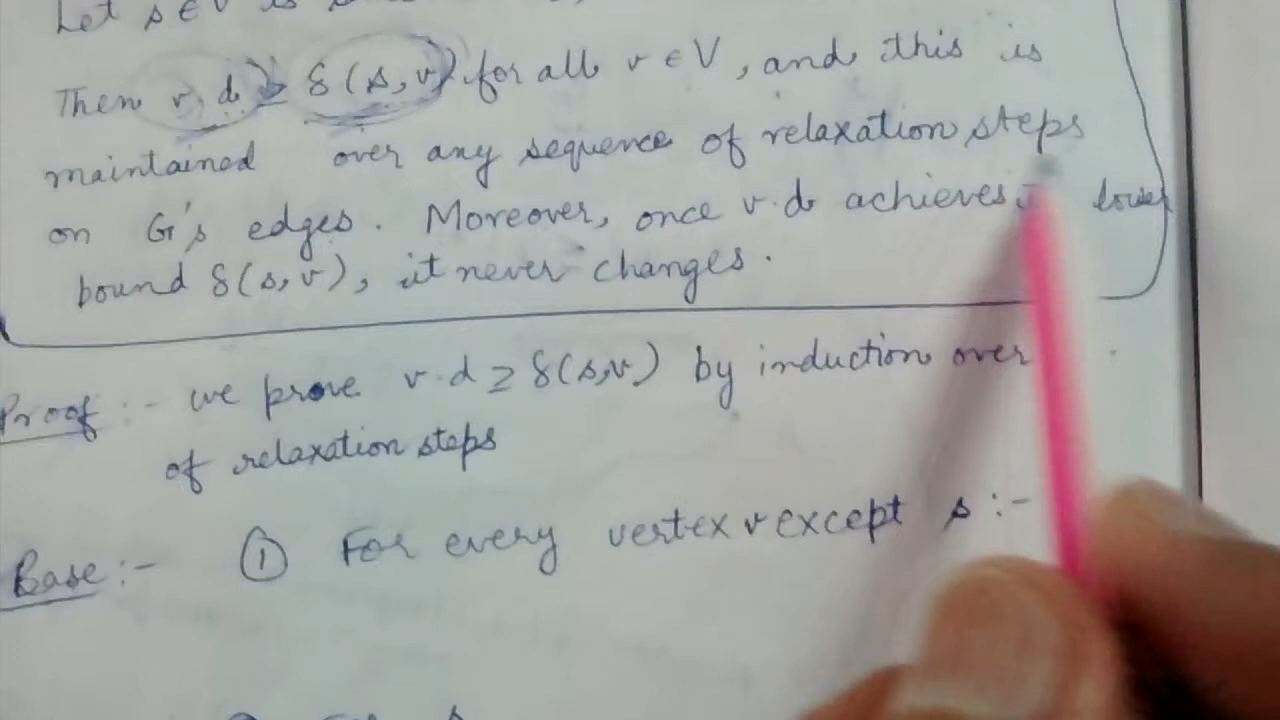 Let s ∈ V is
Then v.d ≥ δ(s,v) for all v ∈ V, and this is
maintained over any sequence of relaxation steps
on G's edges. Moreover, once v.d achieves lower
bound δ(s,v), it never changes.
Proof :- we prove v.d ≥ δ(s,v) by induction over
of relaxation steps
Base :- ① For every vertex v except s :-